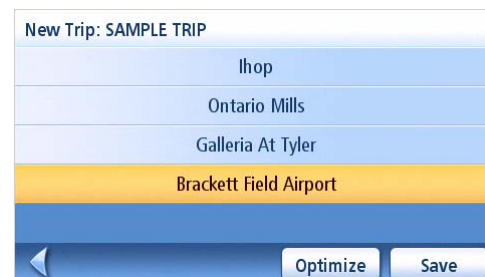 New Trip: SAMPLE TRIP
Ihop
Ontario Mills
Galleria At Tyler
Brackett Field Airport
Optimize Save